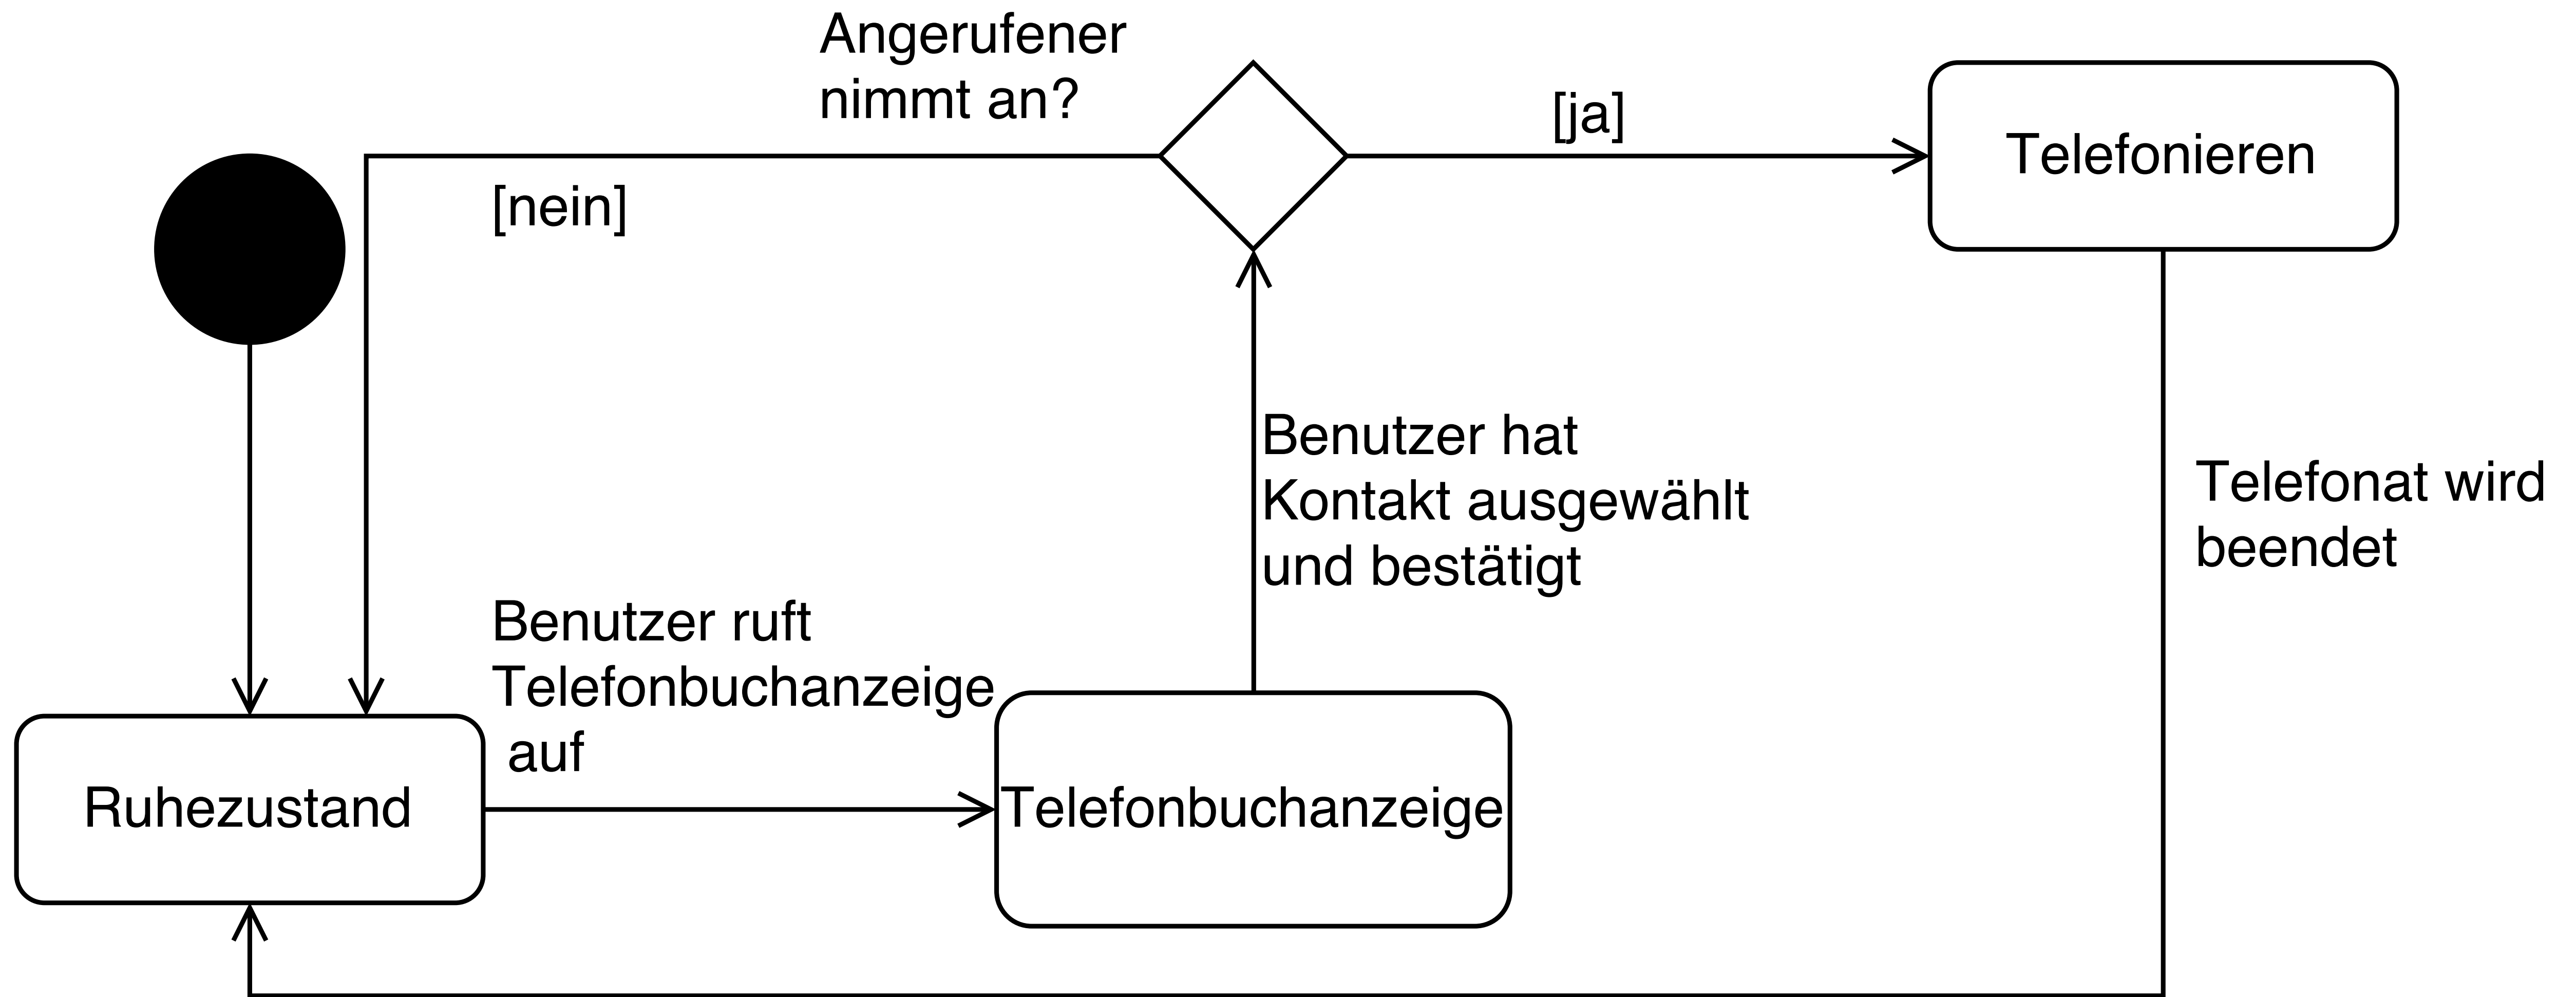 Angerufener
nimmt an?
[ja]
Telefonieren
[nein]
Benutzer hat
Kontakt ausgewählt
und bestätigt
Telefonat wird
beendet
Benutzer ruft
Telefonbuchanzeige
auf
Ruhezustand
Telefonbuchanzeige